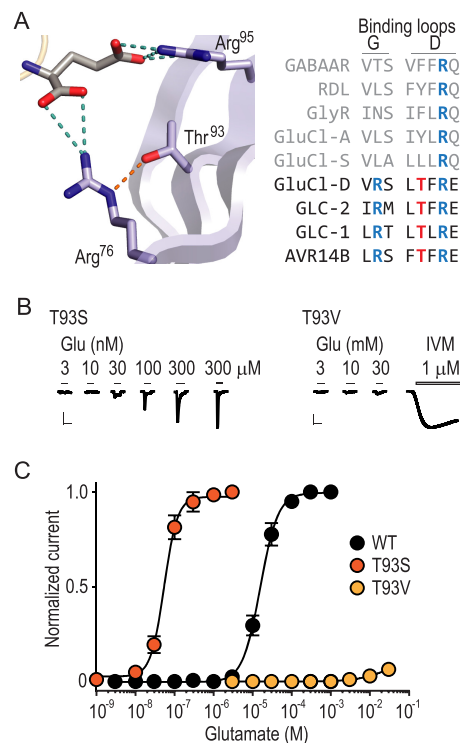 A
Arg95
Thr93
Arg76
Binding loops
G D
GABAAR VTS VFFRQ
RDL VLS FYFRQ
GlyR INS IFLRQ
GluCl-A VLS IYLRQ
GluCl-S VLA LLLRQ
GluCl-D VRS LTFRE
GLC-2 IRM LTFRE
GLC-1 LRT LTFRE
AVR14B LRS LTFRE
B
T93S T93V
Glu (nM) Glu (mM) IVM
3 10 30 100 300 300 μM 3 10 30 1 μM
C
Normalized current
1.0
0.5
0
WT
T93S
T93V
10-9 10-8 10-7 10-6 10-5 10-4 10-3 10-2 10-1
Glutamate (M)